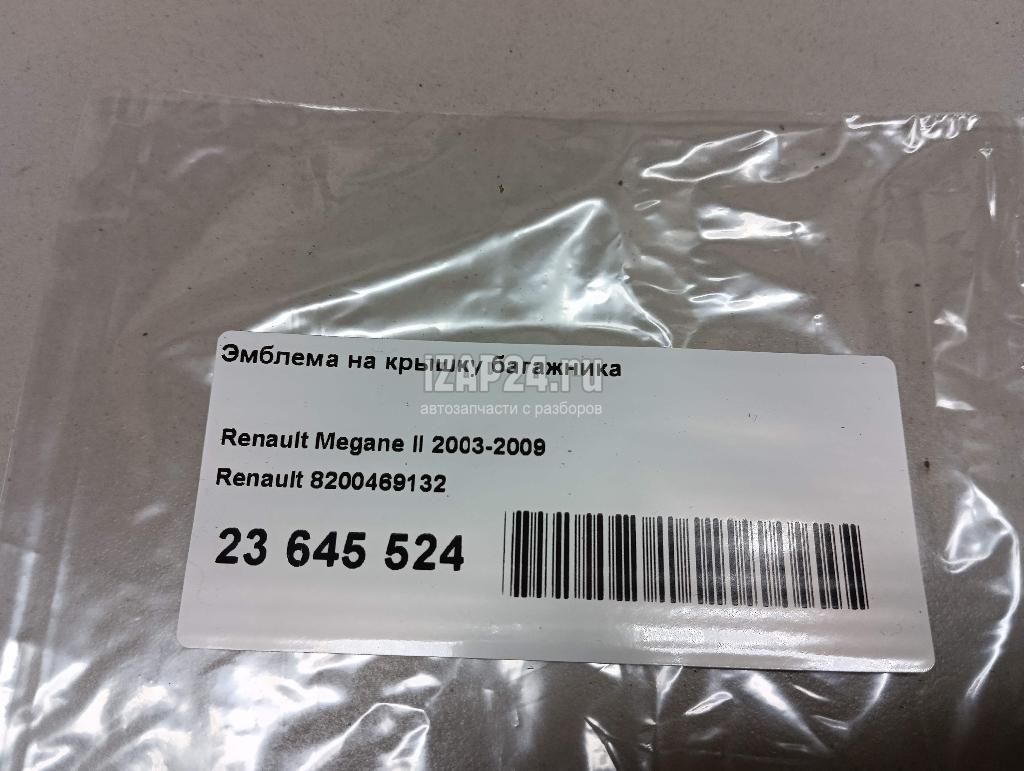 Эмблема на крышку багажника
IZAP24.ru
автозапчасти с разборов
Renault Megane II 2003-2009
Renault 8200469132
23 645 524